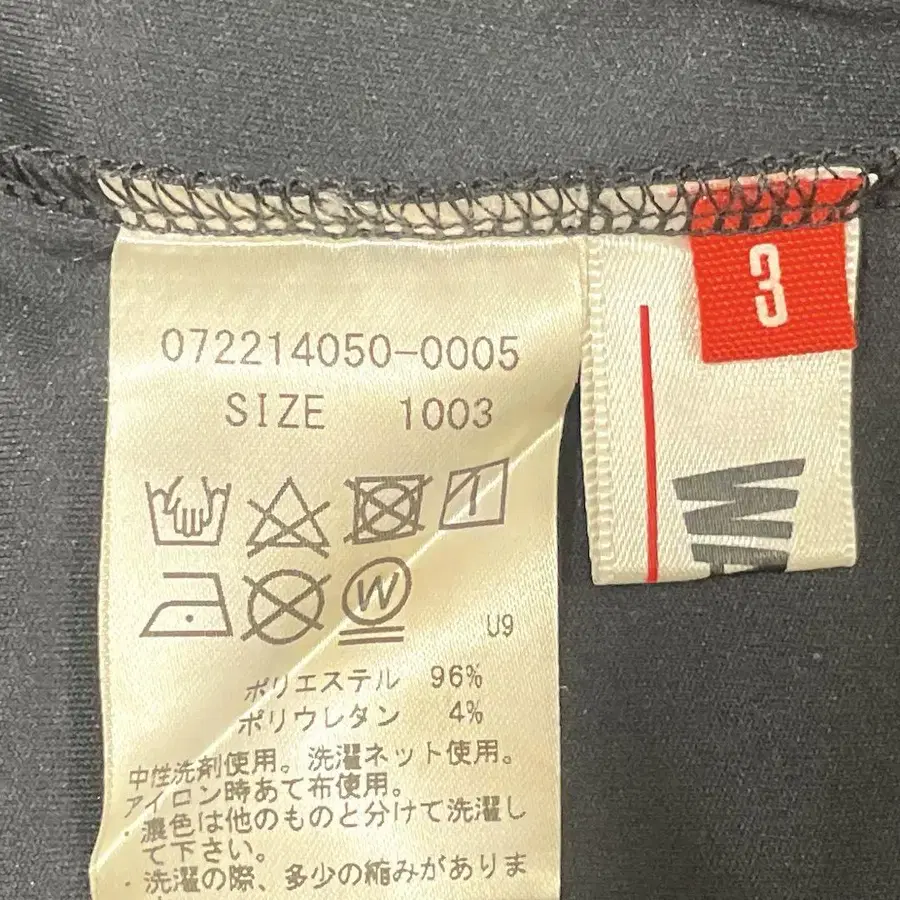 072214050-0005
SIZE 1003
W
U9
ポリエステル 96%
ポリウレタン 4%
中性洗剤使用。洗濯ネット使用。
アイロン時あて布使用。
・濃色は他のものと分けて洗濯し
て下さい。
・洗濯の際、多少の縮みがありま
3